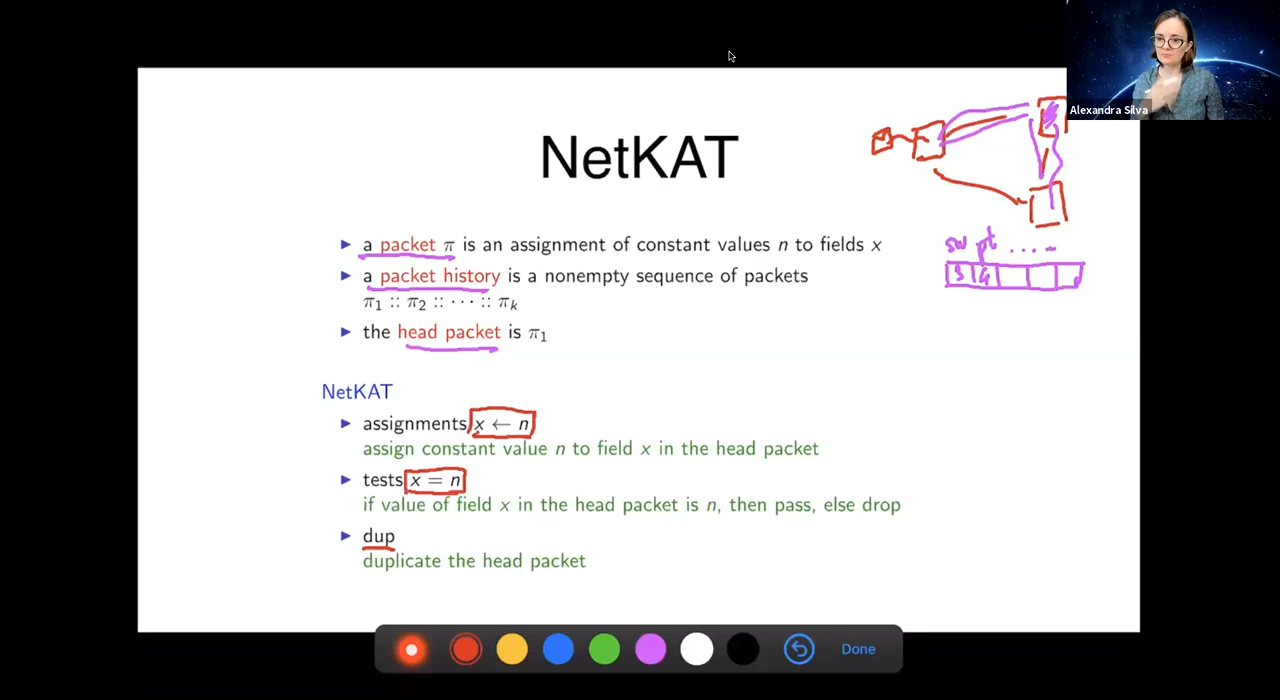 Alexandra Silva
NetKAT
▶ a packet π is an assignment of constant values n to fields x
▶ a packet history is a nonempty sequence of packets
π₁ :: π₂ :: ··· :: πₖ
▶ the head packet is π₁
sw pt .....
3 4
NetKAT
▶ assignments x ← n
assign constant value n to field x in the head packet
▶ tests x = n
if value of field x in the head packet is n, then pass, else drop
▶ dup
duplicate the head packet
Done